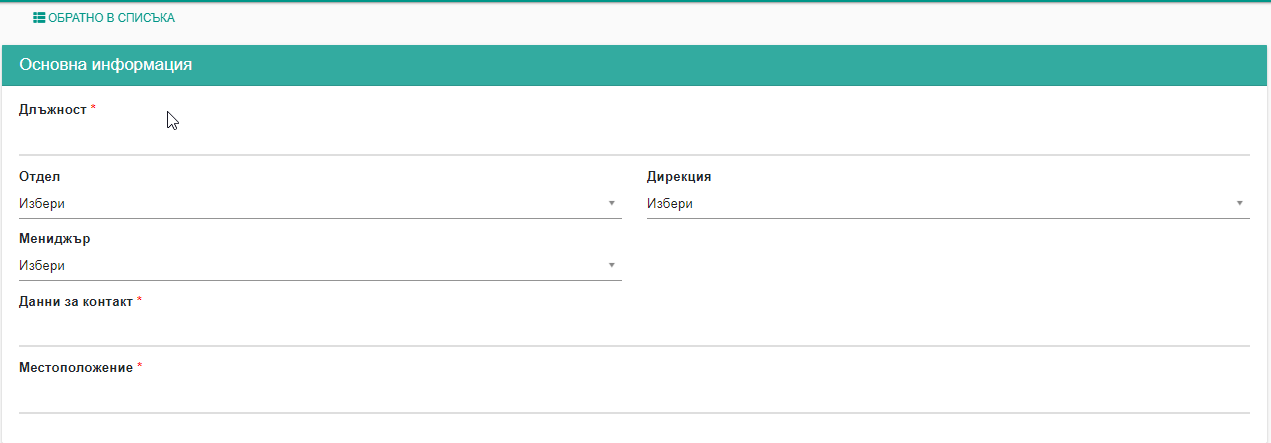 ОБРАТНО В СПИСЪКА
Основна информация
Длъжност *
Отдел
Дирекция
Избери
Избери
Мениджър
Избери
Данни за контакт *
Местоположение *